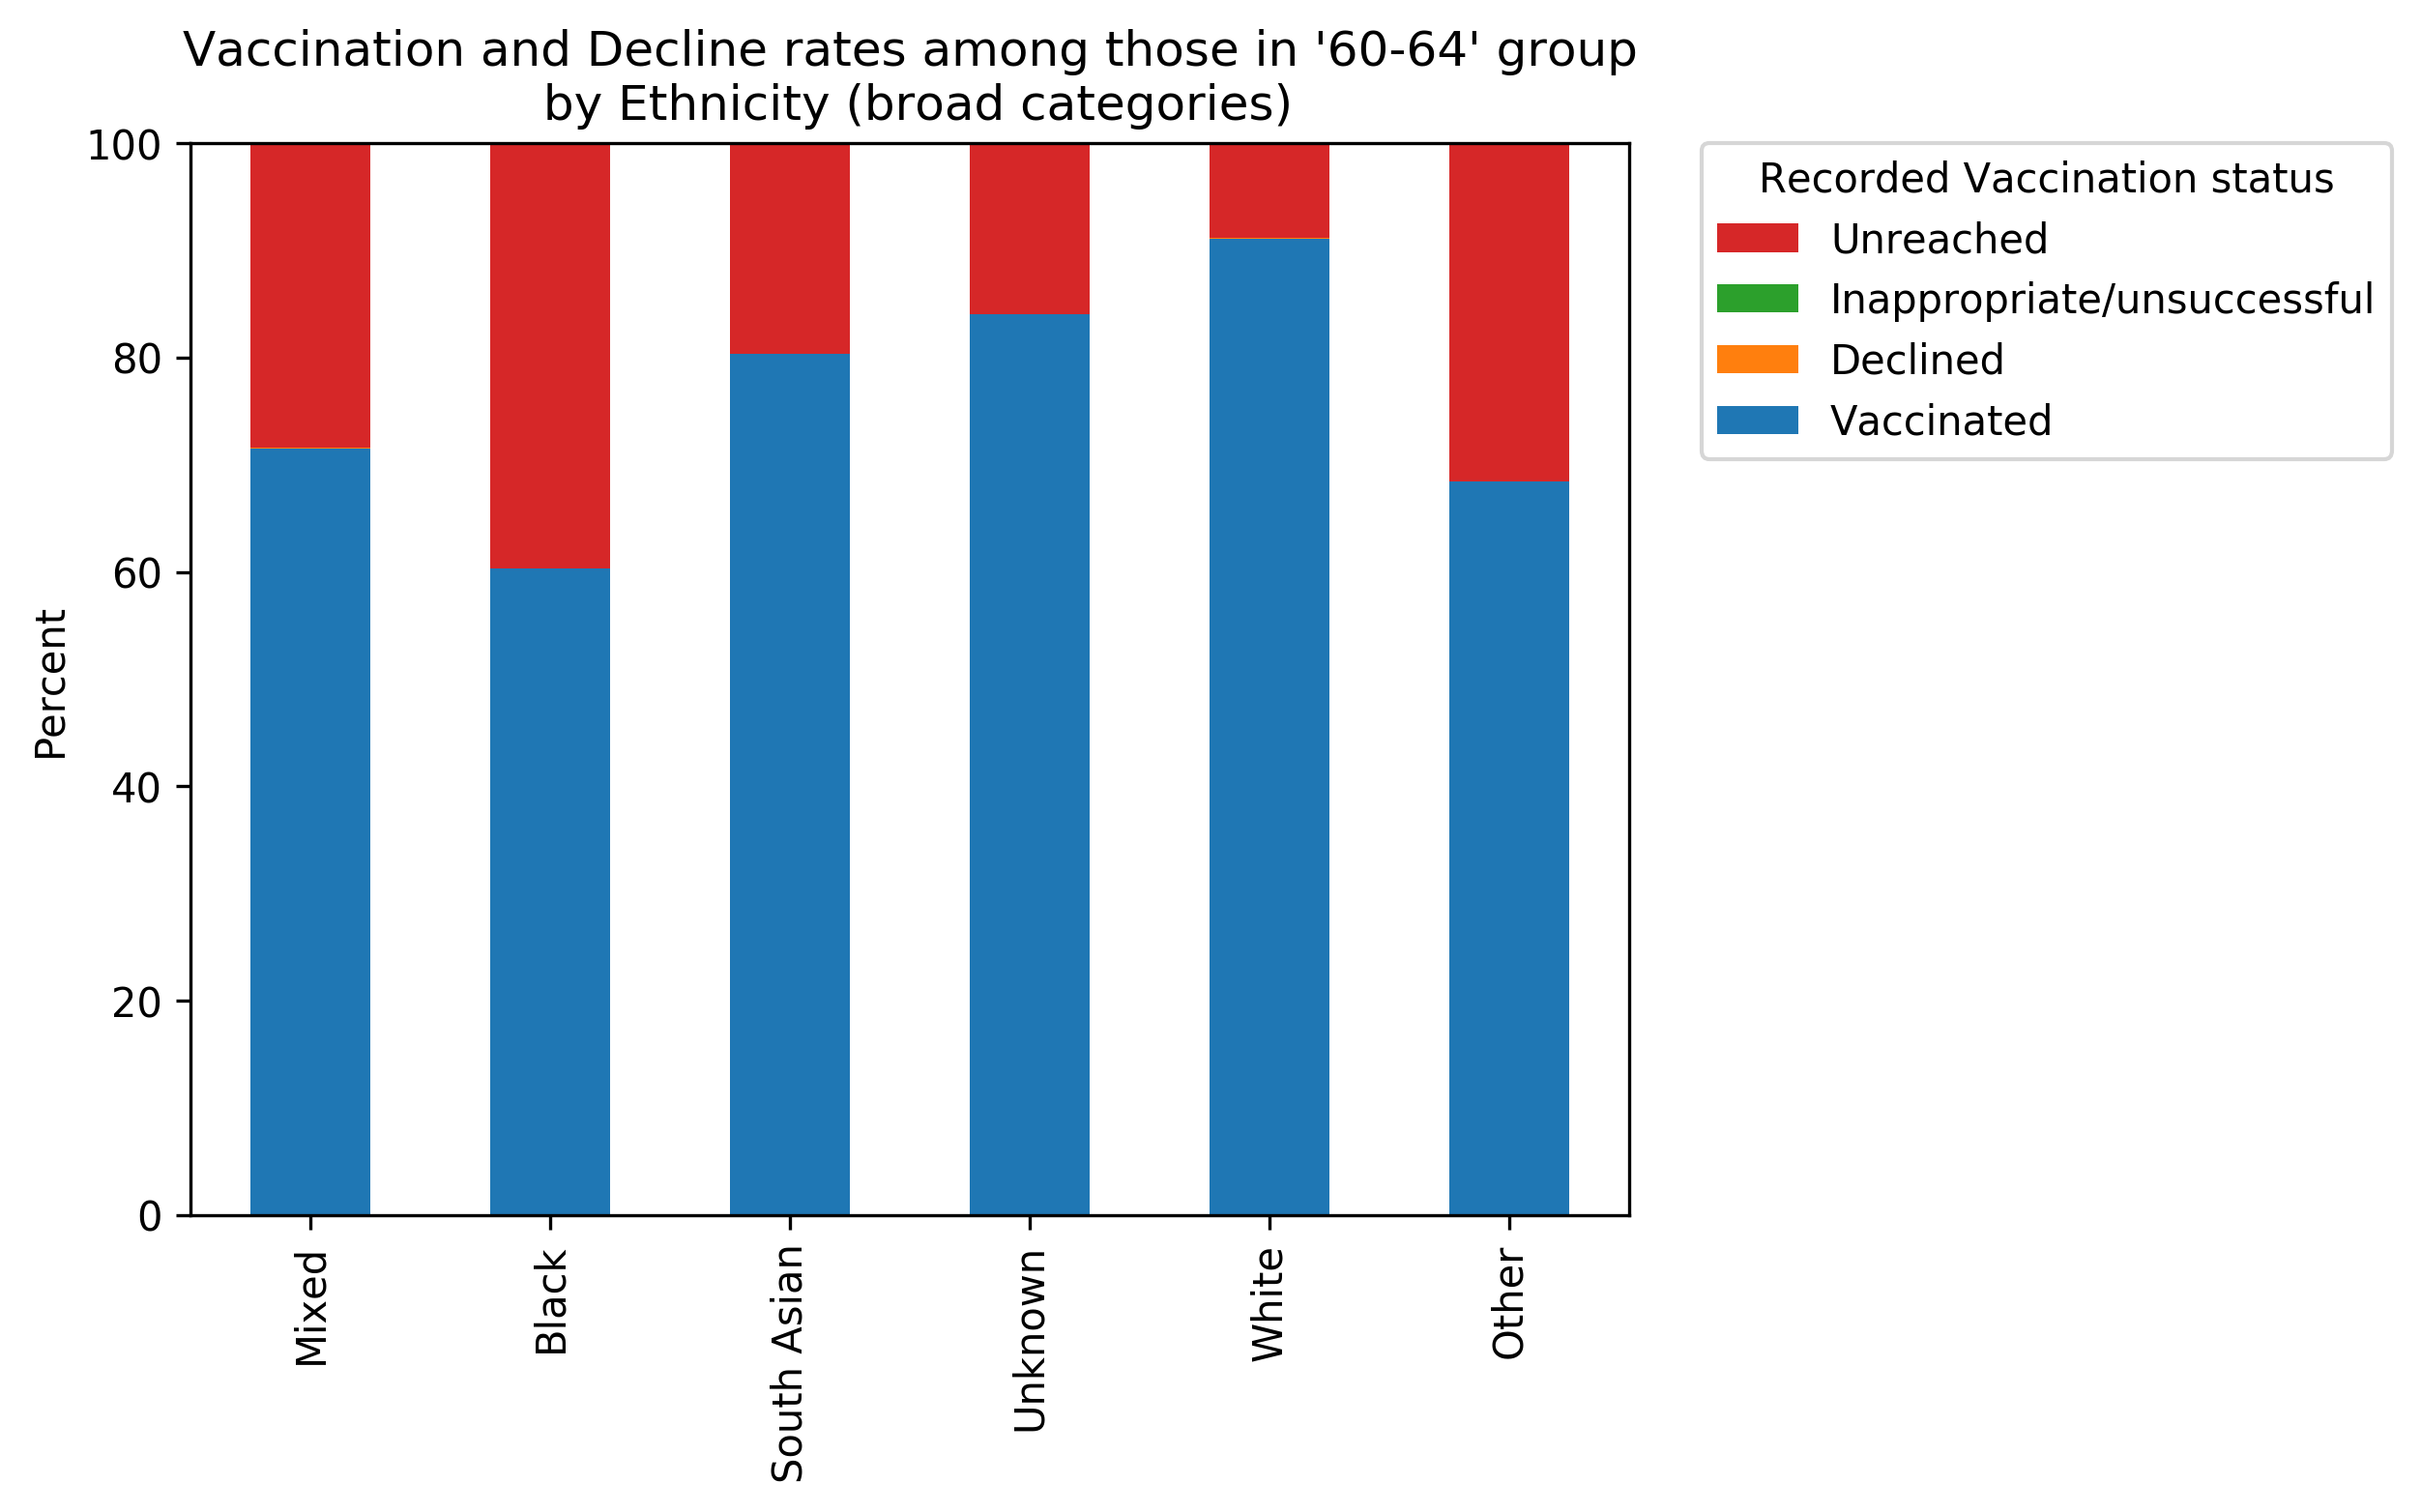 Vaccination and Decline rates among those in '60-64' group
by Ethnicity (broad categories)
100
80
60
40
20
0
Percent
Mixed
Black
South Asian
Unknown
White
Other
Recorded Vaccination status
Unreached
Inappropriate/unsuccessful
Declined
Vaccinated